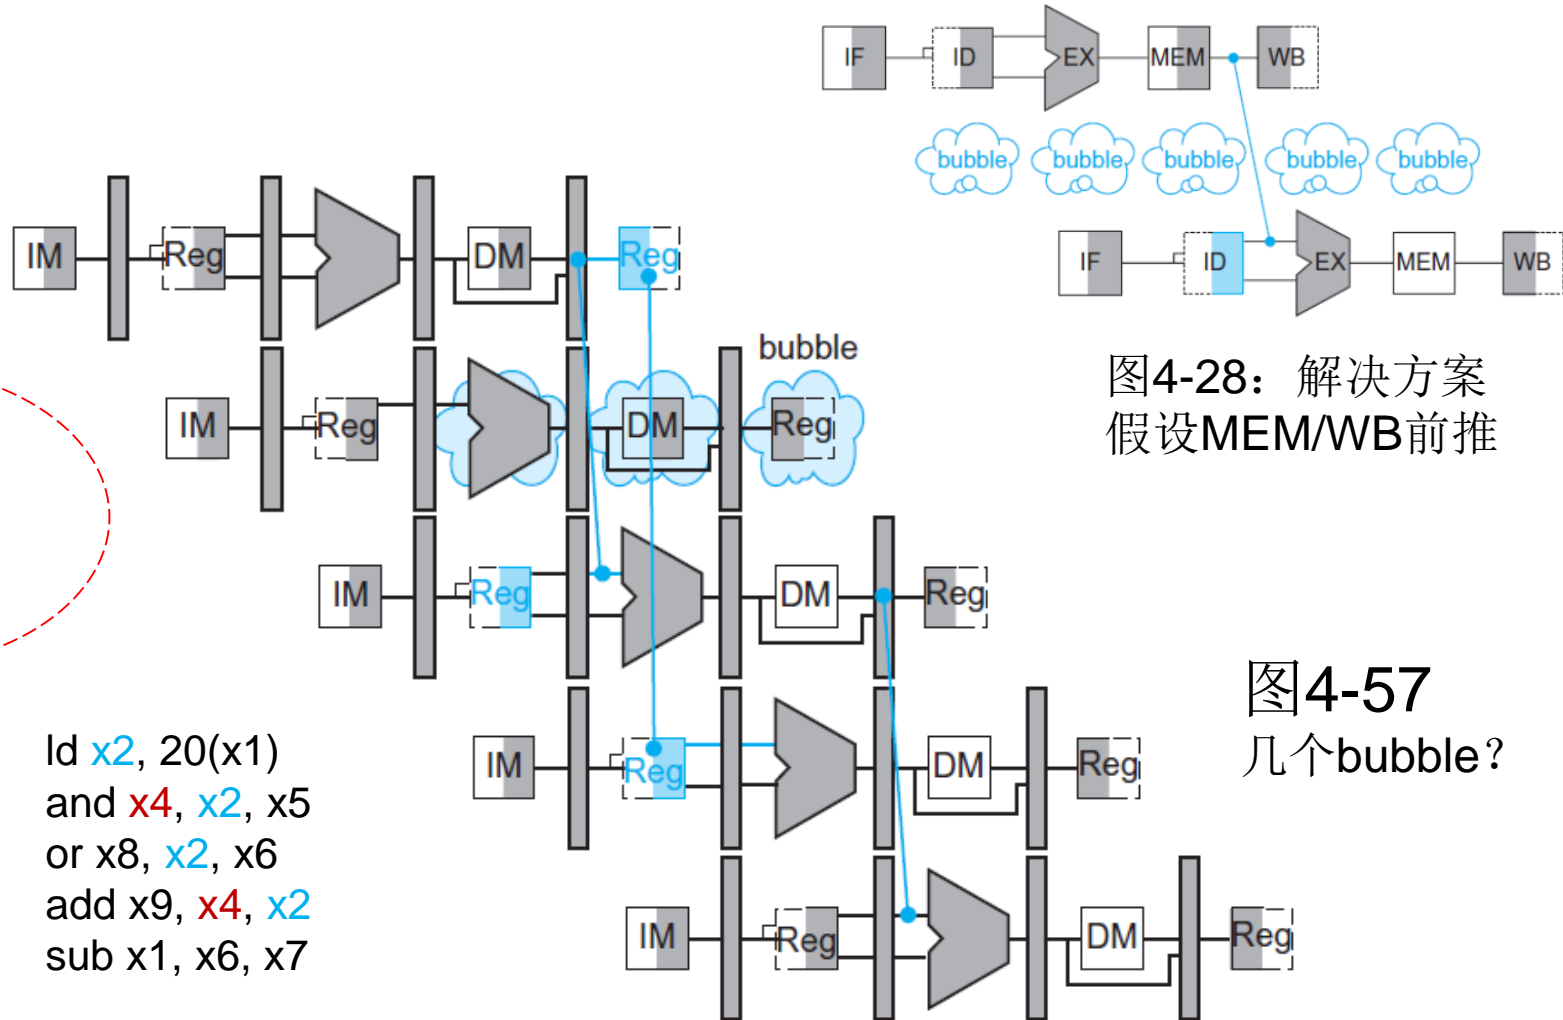 IF ID EX MEM WB
bubble bubble bubble bubble bubble
IF ID EX MEM WB
图4-28：解决方案
假设MEM/WB前推
IM Reg DM Reg
bubble
IM Reg DM Reg
IM Reg DM Reg
IM Reg DM Reg
IM Reg DM Reg
图4-57
几个bubble？
ld x2, 20(x1)
and x4, x2, x5
or x8, x2, x6
add x9, x4, x2
sub x1, x6, x7